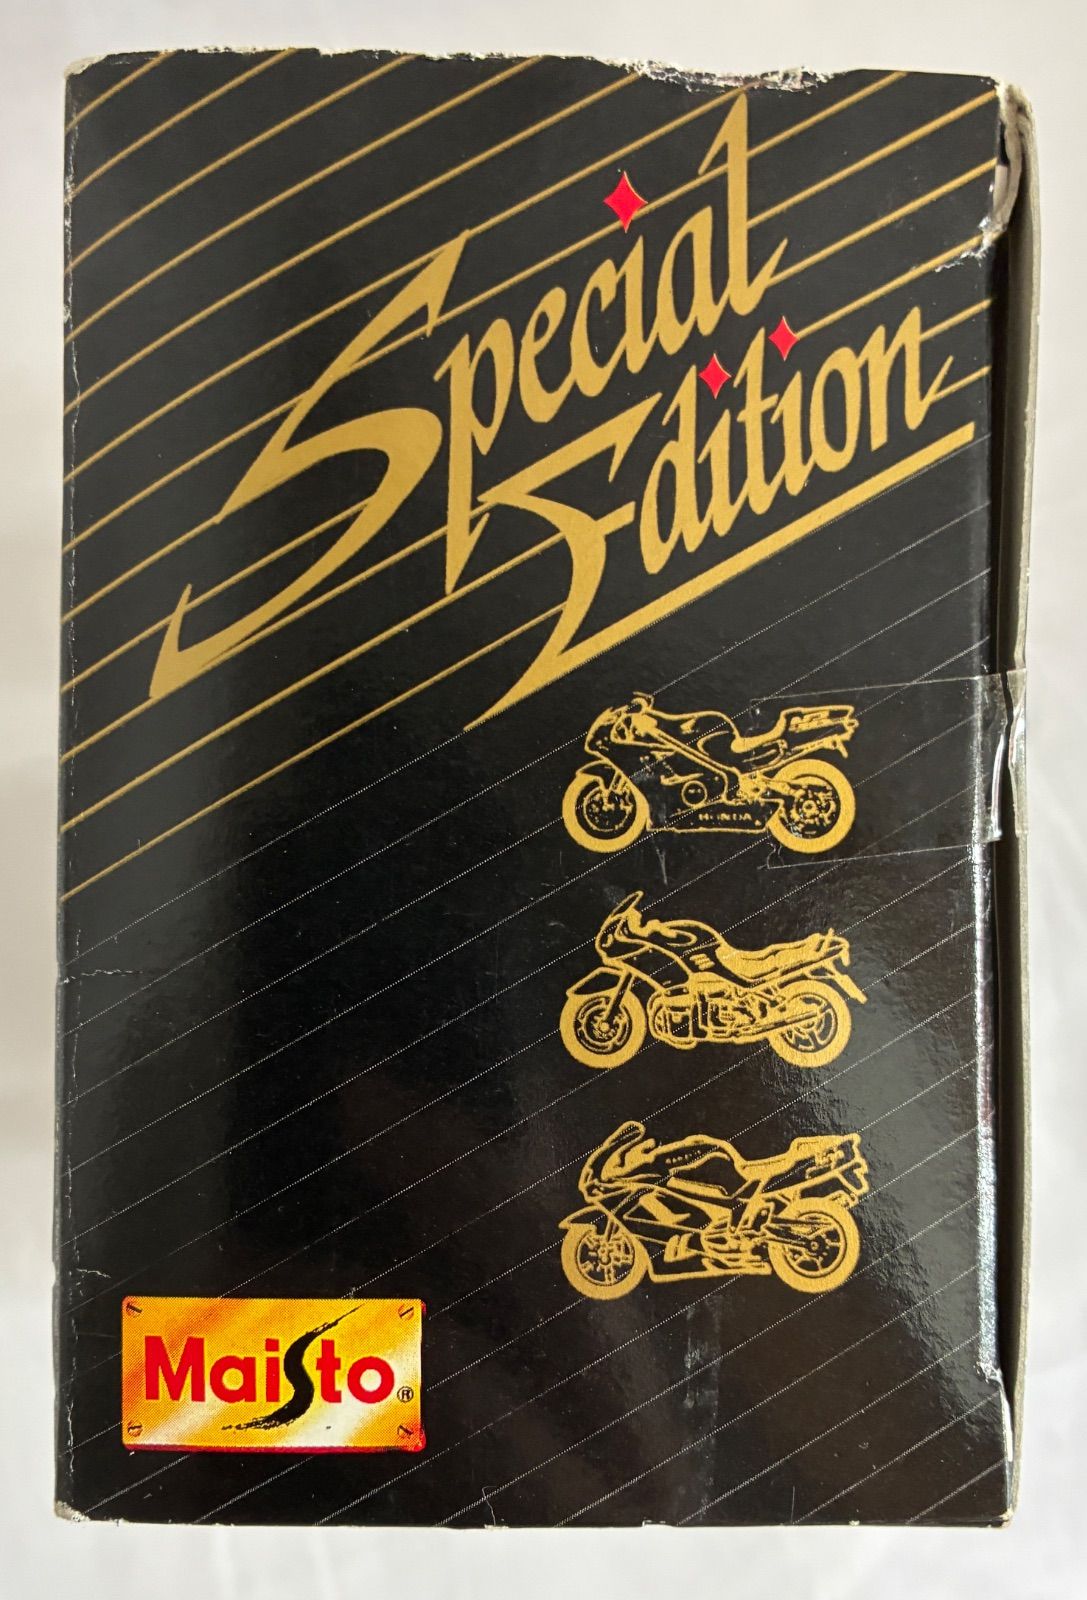 Special
Edition
HONDA
Maisto®